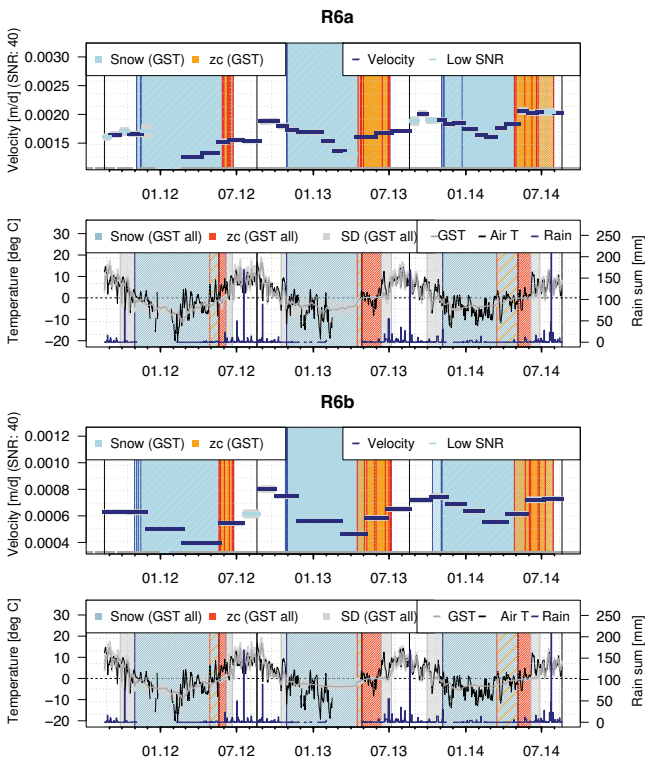 R6a
Velocity [m/d] (SNR: 40)
0.0030
0.0025
0.0020
0.0015
Snow (GST) zc (GST) Velocity Low SNR
01.12 07.12 01.13 07.13 01.14 07.14
Temperature [deg C]
30
20
10
0
−10
−20
Snow (GST all) zc (GST all) SD (GST all) GST Air T Rain
250
200
150
100
50
0
Rain sum [mm]
01.12 07.12 01.13 07.13 01.14 07.14
R6b
Velocity [m/d] (SNR: 40)
0.0012
0.0010
0.0008
0.0006
0.0004
Snow (GST) zc (GST) Velocity Low SNR
01.12 07.12 01.13 07.13 01.14 07.14
Temperature [deg C]
30
20
10
0
−10
−20
Snow (GST all) zc (GST all) SD (GST all) GST Air T Rain
250
200
150
100
50
0
Rain sum [mm]
01.12 07.12 01.13 07.13 01.14 07.14